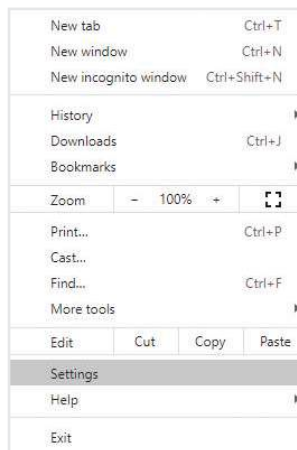 New tab Ctrl+T
New window Ctrl+N
New incognito window Ctrl+Shift+N
History
Downloads Ctrl+J
Bookmarks
Zoom - 100% +
Print... Ctrl+P
Cast...
Find... Ctrl+F
More tools
Edit Cut Copy Paste
Settings
Help
Exit